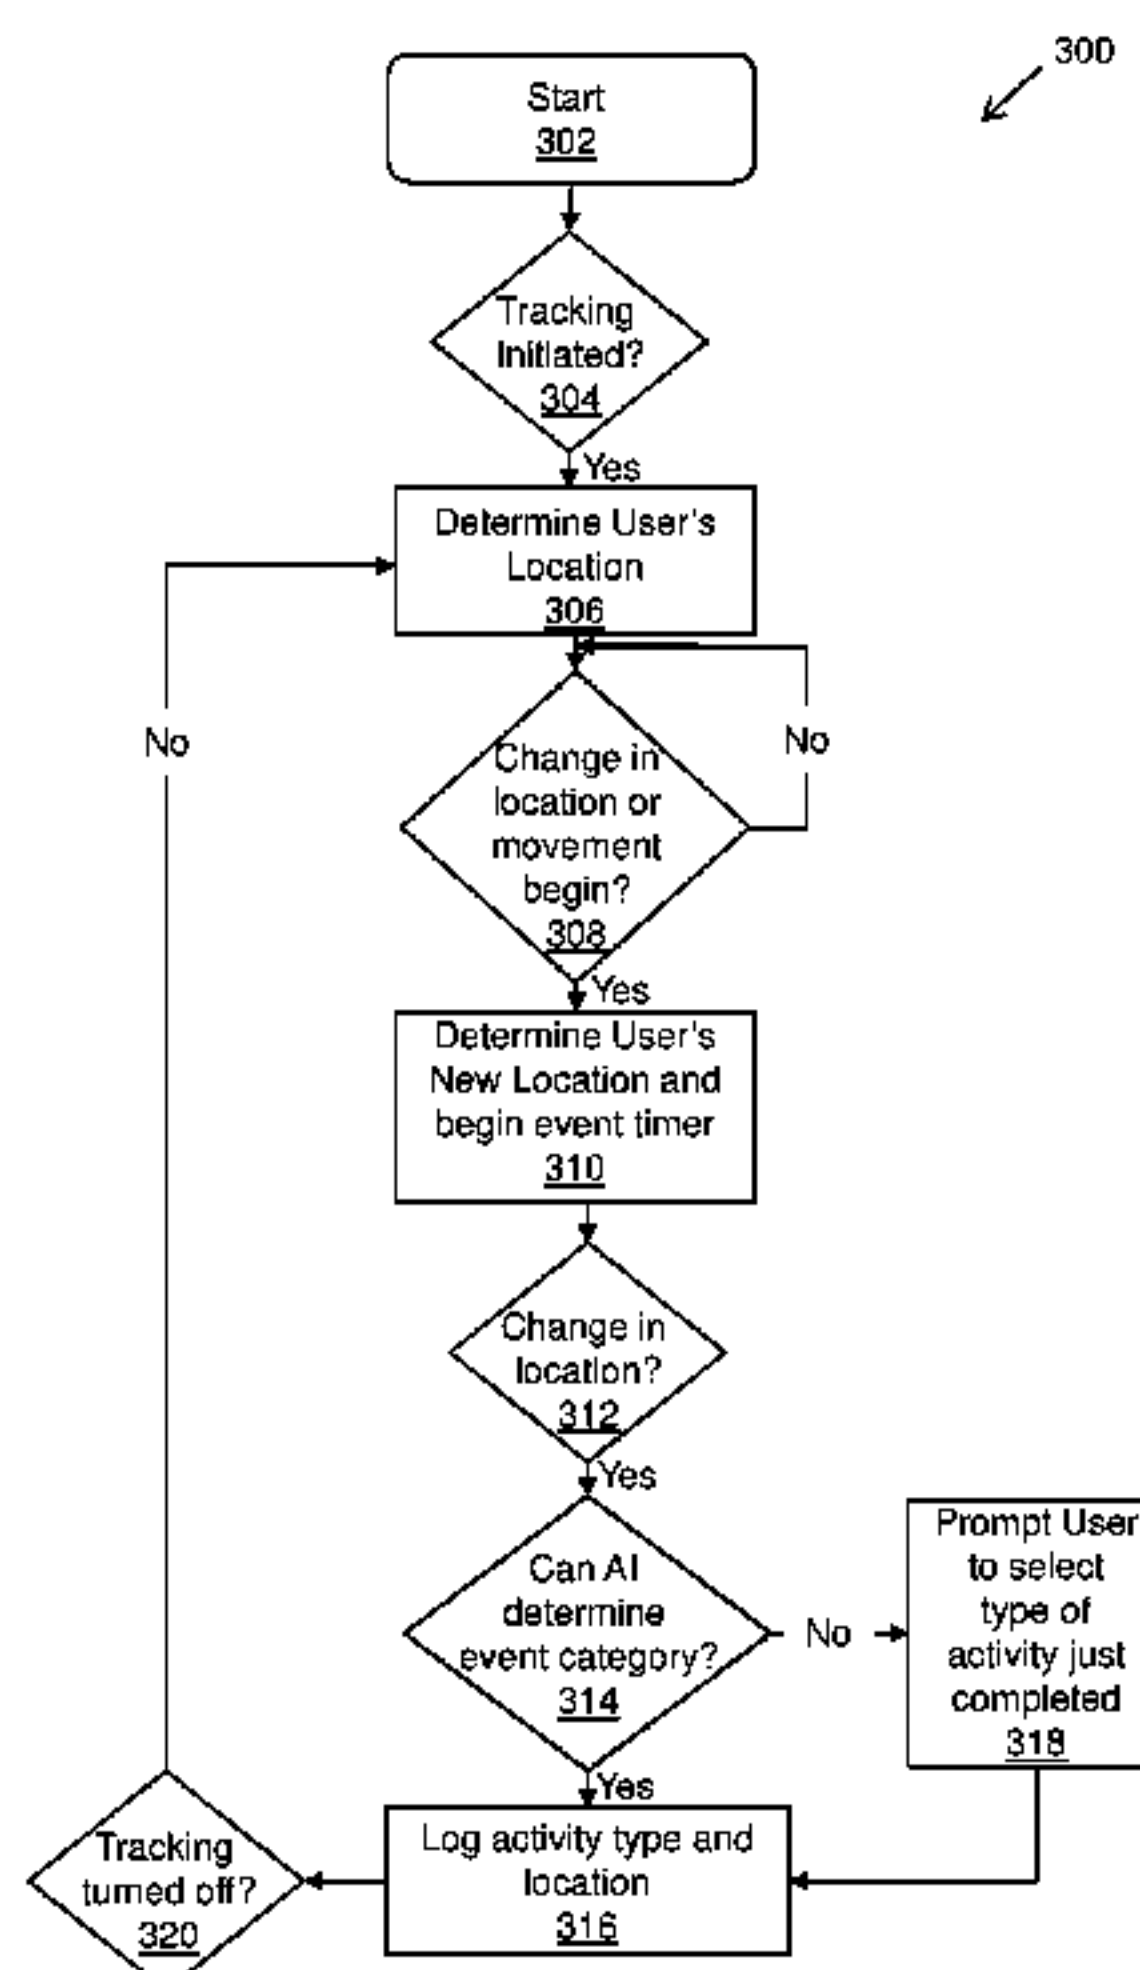 300
Start
302
Tracking
Initiated?
304
Yes
Determine User's
Location
306
No
No
Change in
location or
movement
begin?
308
Yes
Determine User's
New Location and
begin event timer
310
Change in
location?
312
Yes
Can AI
determine
event category?
314
No
Prompt User
to select
type of
activity just
completed
318
Yes
Log activity type and
location
316
Tracking
turned off?
320